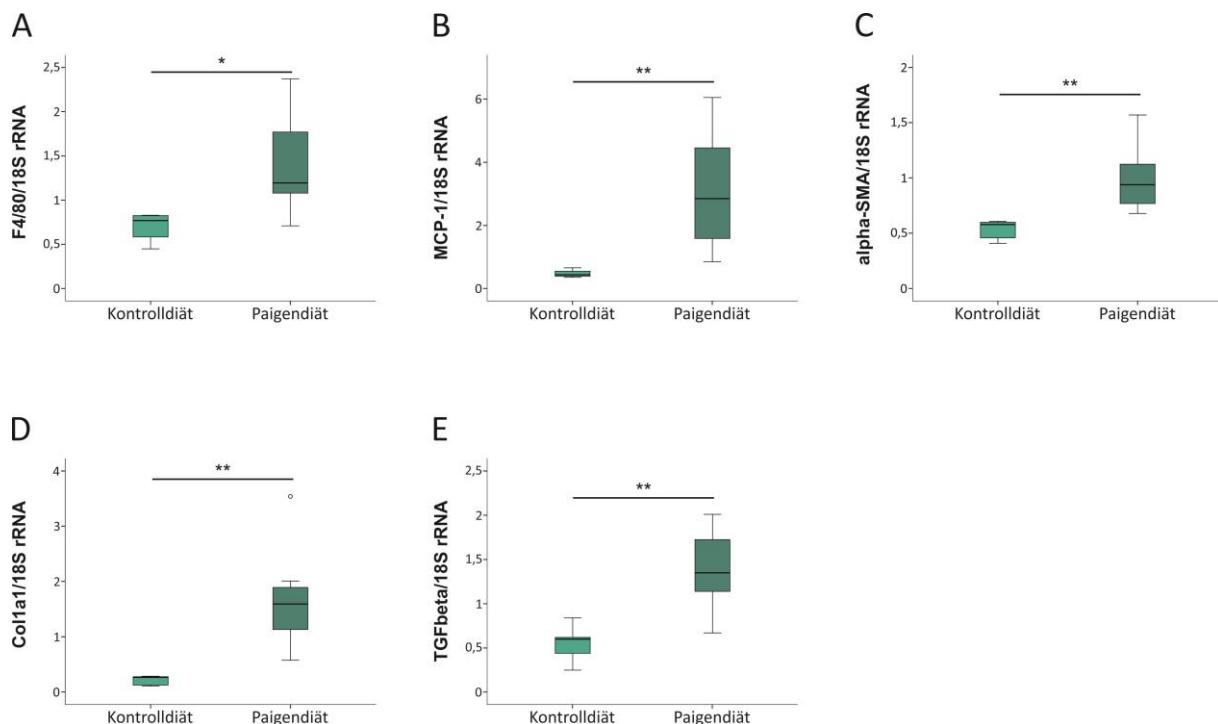 A
F4/80/18S rRNA
2,5
2
1,5
1
0,5
0
*
Kontrolldiät
Paigendiät
B
MCP-1/18S rRNA
6
4
2
0
**
Kontrolldiät
Paigendiät
C
alpha-SMA/18S rRNA
2
1,5
1
0,5
0
**
Kontrolldiät
Paigendiät
D
Col1a1/18S rRNA
4
3
2
1
0
**
Kontrolldiät
Paigendiät
E
TGFbeta/18S rRNA
2,5
2
1,5
1
0,5
0
**
Kontrolldiät
Paigendiät